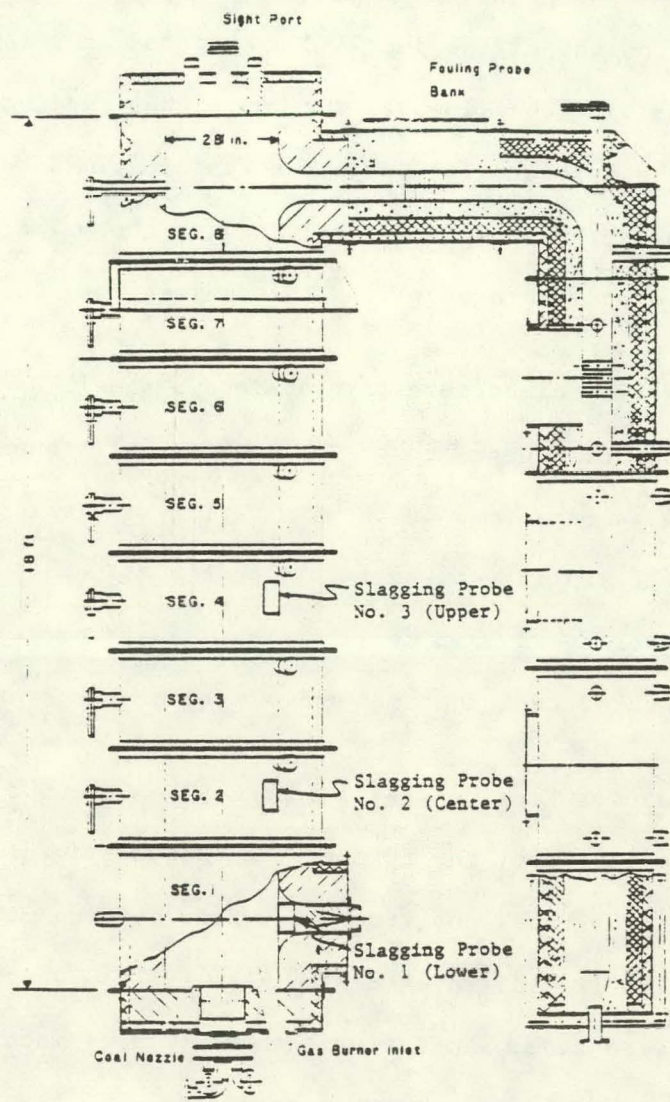 Sight Port
Fouling Probe
Bank
28 in.
SEG. 8
SEG. 7
SEG. 6
SEG. 5
18 ft
SEG. 4
Slagging Probe
No. 3 (Upper)
SEG. 3
SEG. 2
Slagging Probe
No. 2 (Center)
SEG. 1
Slagging Probe
No. 1 (Lower)
Coal Nozzle
Gas Burner Inlet